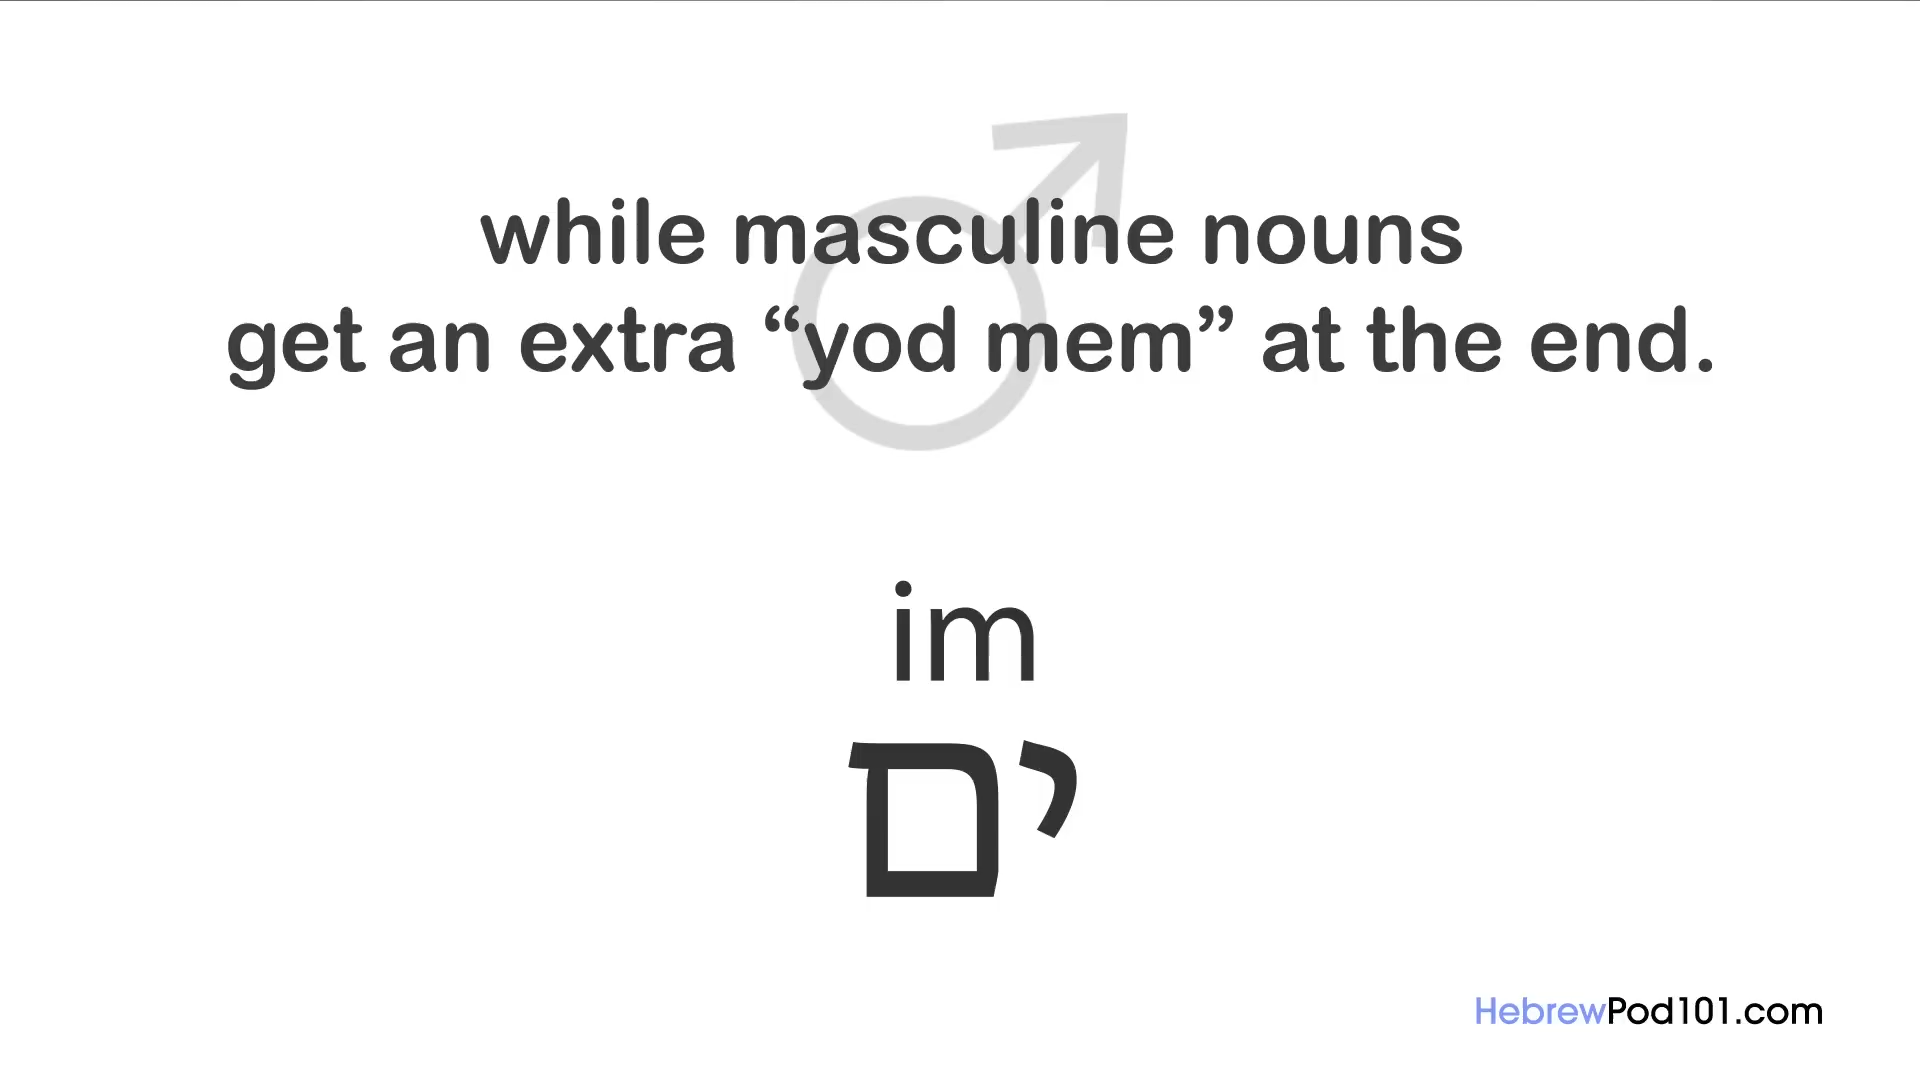 while masculine nouns
get an extra “yod mem” at the end.
im
ים
HebrewPod101.com